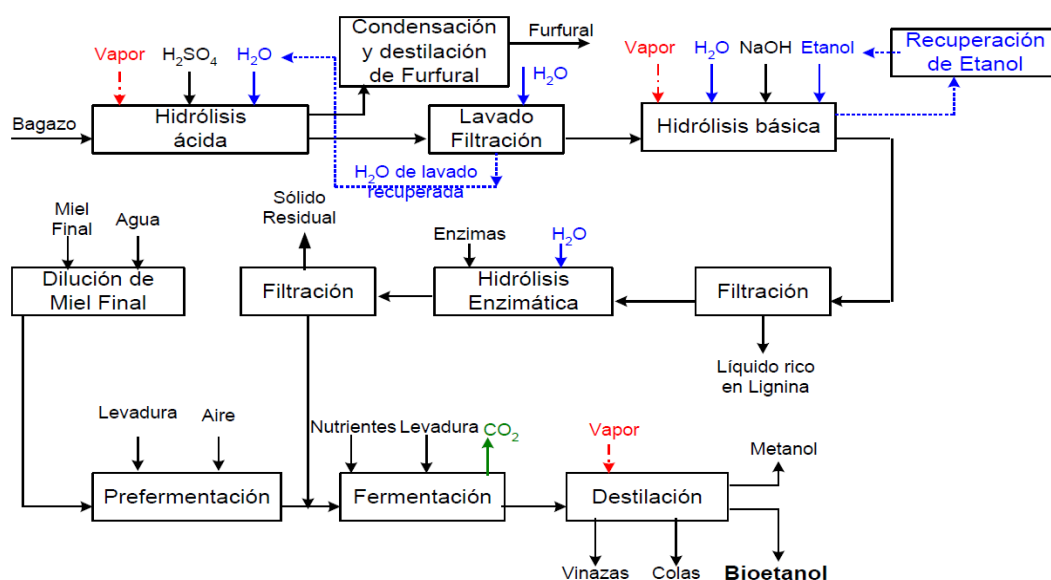 Condensación
y destilación
de Furfural
Furfural
Vapor
H₂SO₄
H₂O
H₂O
Vapor
H₂O
NaOH
Etanol
Recuperación
de Etanol
Bagazo
Hidrólisis
ácida
Lavado
Filtración
Hidrólisis básica
H₂O de lavado
recuperada
Miel
Final
Agua
Sólido
Residual
Enzimas
H₂O
Dilución de
Miel Final
Filtración
Hidrólisis
Enzimática
Filtración
Líquido rico
en Lignina
Levadura
Aire
Nutrientes
Levadura
CO₂
Vapor
Metanol
Prefermentación
Fermentación
Destilación
Vinazas
Colas
Bioetanol